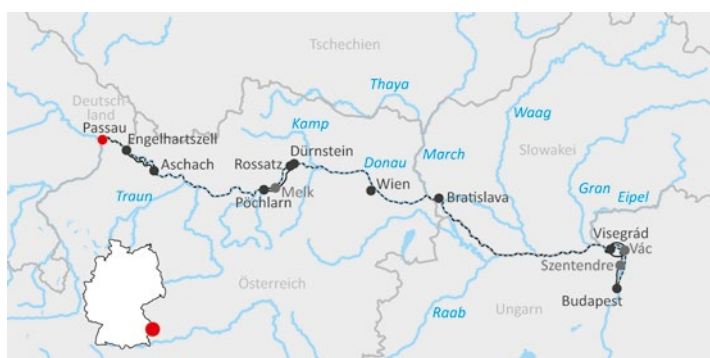 Tschechien
Thaya
Deutsch-
land
Passau
Engelhartszell
Kamp
Waag
Aschach
Rossatz
Dürnstein
Donau
March
Slowakei
Traun
Pöchlarn
Melk
Wien
Bratislava
Gran
Eipel
Visegrád
Vác
Szentendre
Österreich
Raab
Ungarn
Budapest